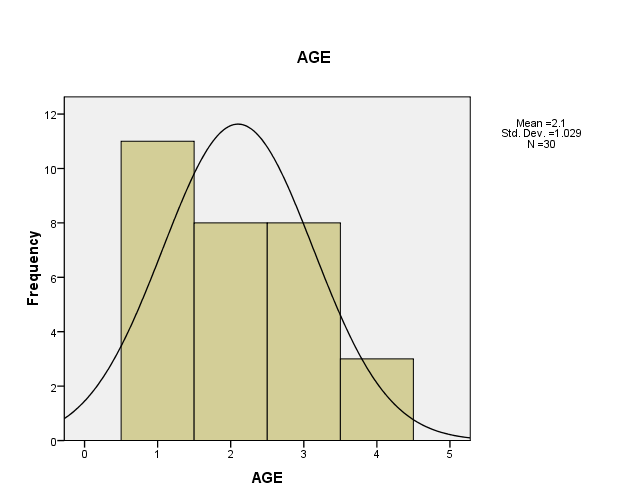 AGE
Mean =2.1
Std. Dev. =1.029
N =30
12
10
8
6
4
2
0
Frequency
0 1 2 3 4 5
AGE